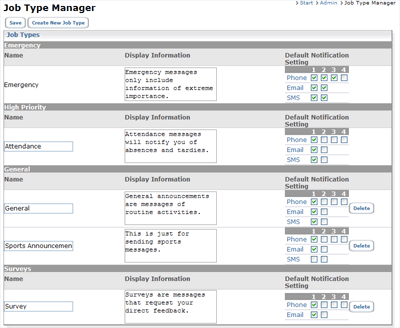 Start > Admin > Job Type Manager
Job Type Manager
Save Create New Job Type
Job Types
Emergency
Name Display Information Default Notification Setting
Emergency
Emergency messages
only include
information of extreme
importance.
1 2 3 4
Phone
Email
SMS
High Priority
Name Display Information Default Notification Setting
Attendance
Attendance messages
will notify you of
absences and tardies.
1 2 3 4
Phone
Email
SMS
General
Name Display Information Default Notification Setting
General
General announcements
are messages of
routine activities.
1 2 3 4
Phone
Email
SMS
Delete
Sports Announcemen
This is just for
sending sports
messages.
1 2 3 4
Phone
Email
SMS
Delete
Surveys
Name Display Information Default Notification Setting
Survey
Surveys are messages
that request your
direct feedback.
1 2 3 4
Phone
Email
SMS
Delete